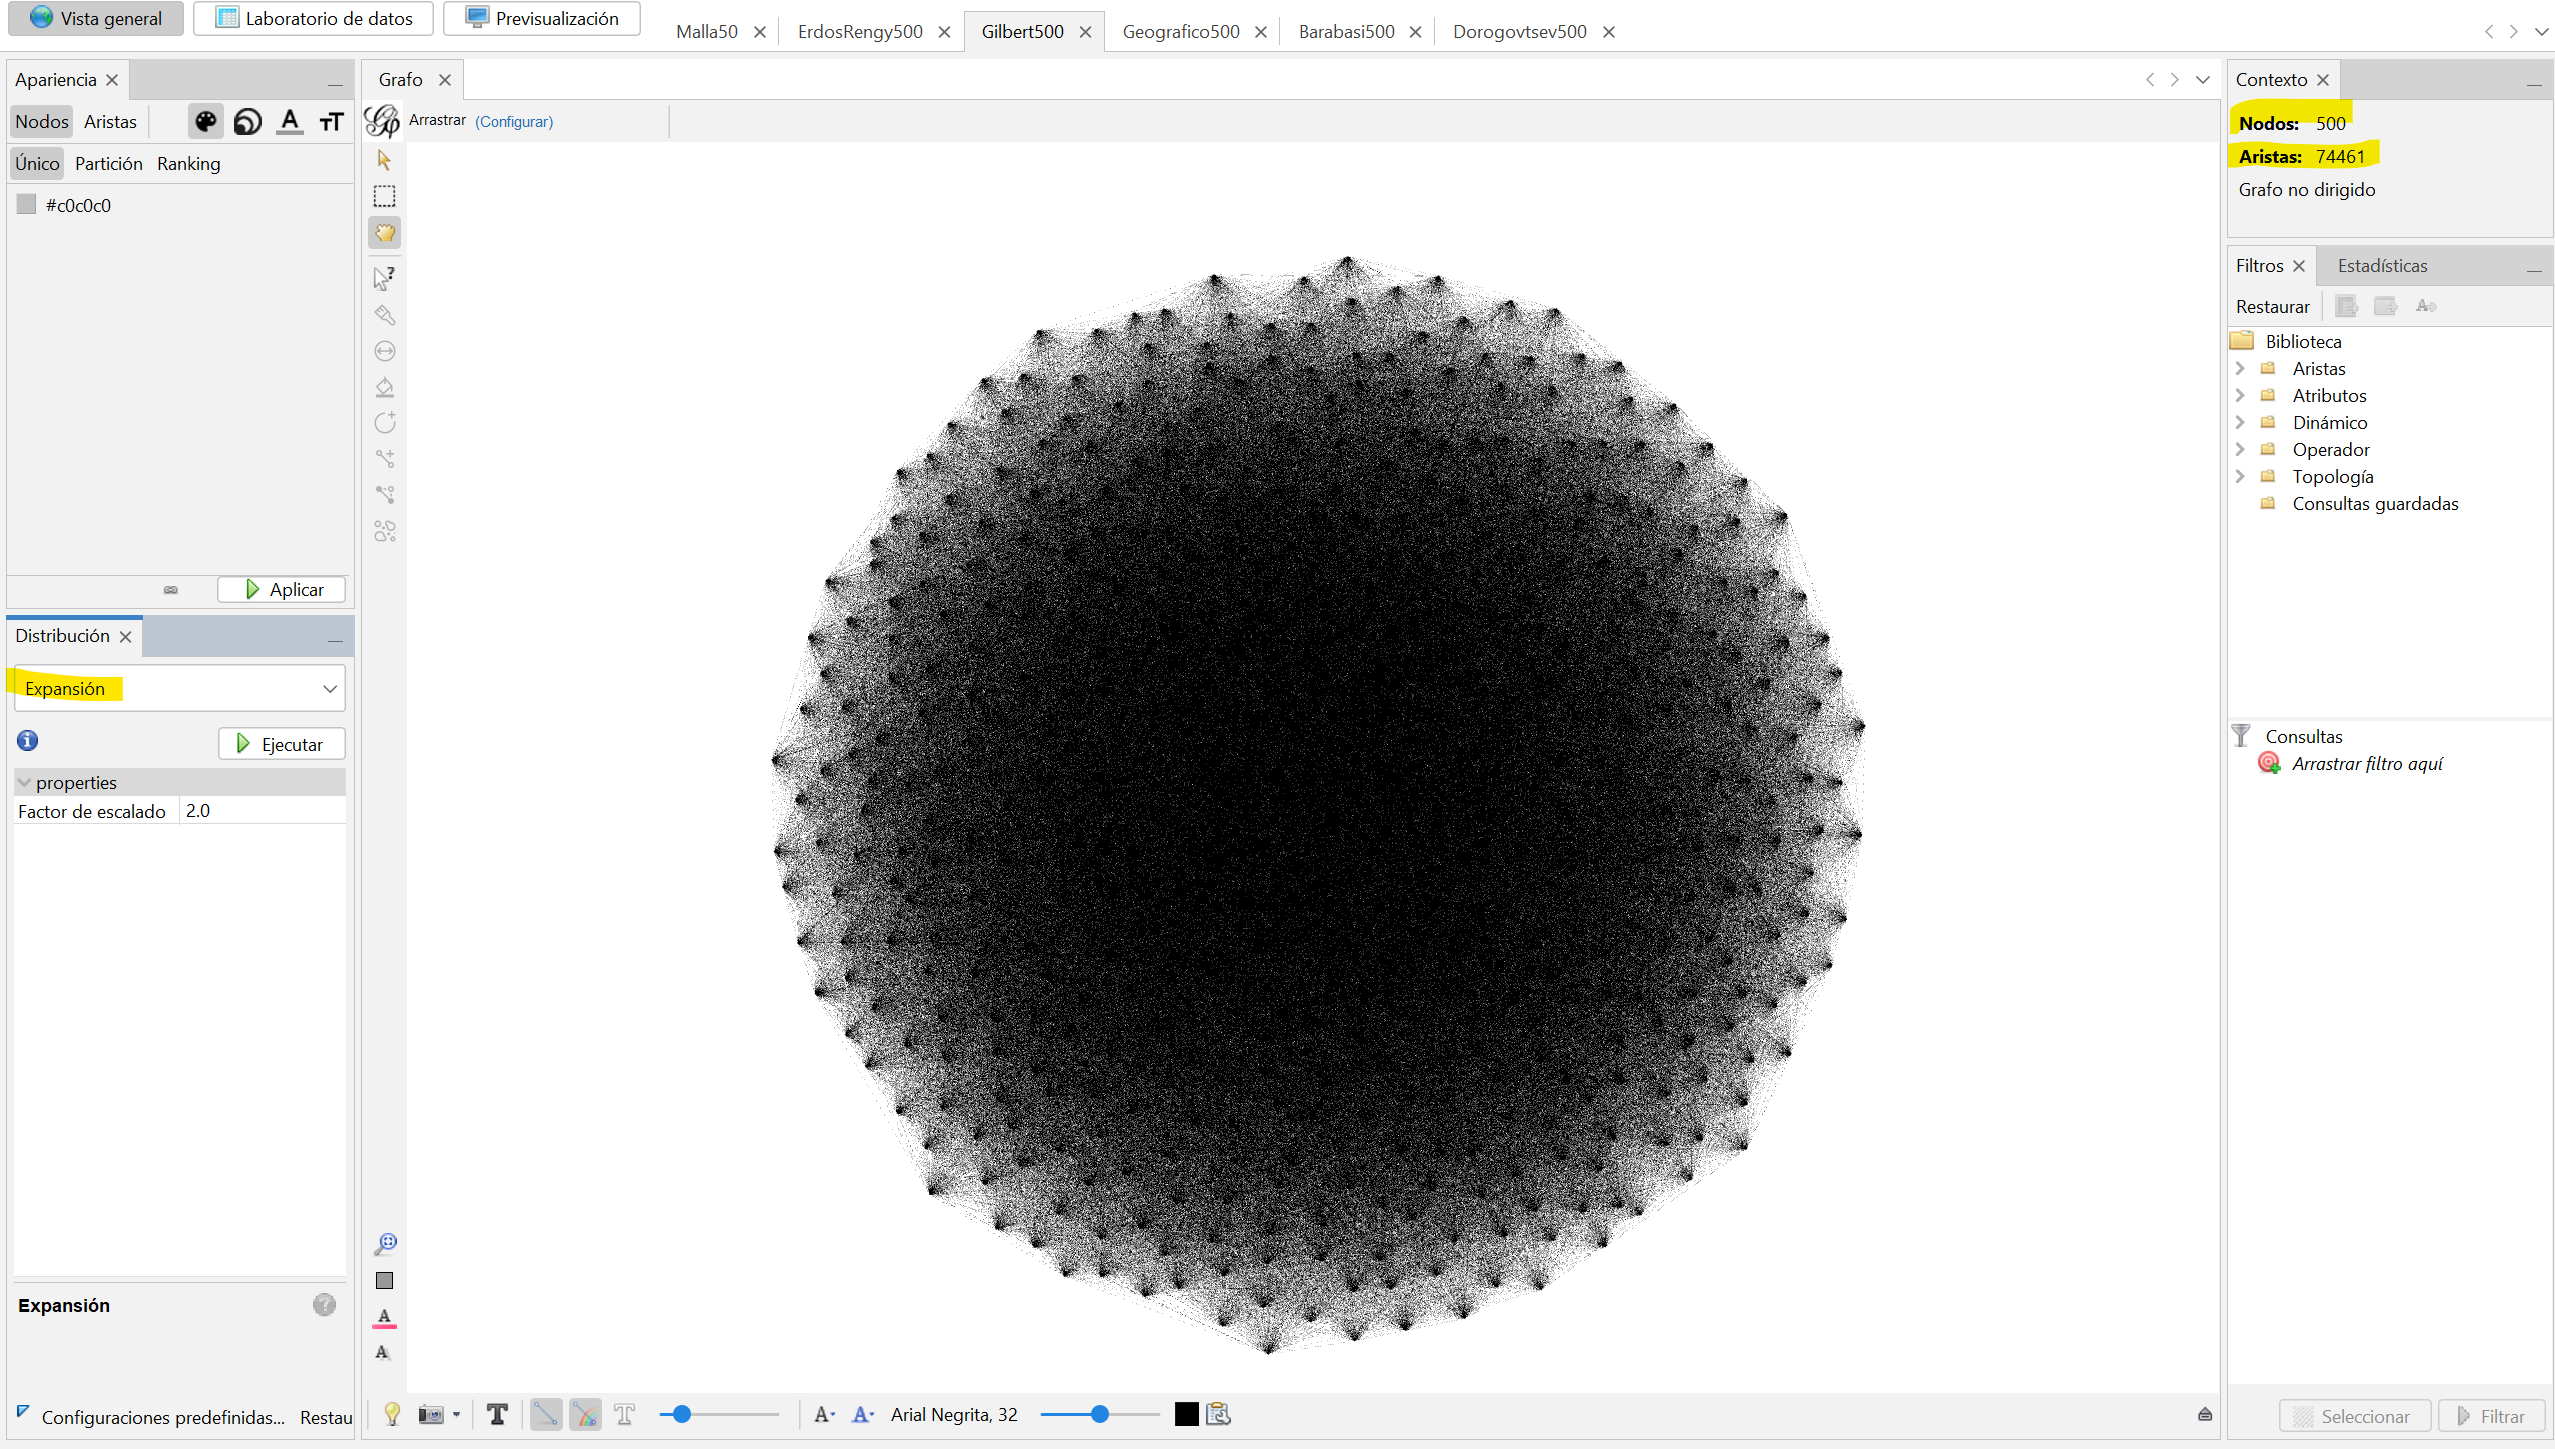 Vista general
Laboratorio de datos
Previsualización
Malla50
ErdosRengy500
Gilbert500
Geografico500
Barabasi500
Dorogovtsev500
Apariencia
Nodos Aristas
Único Partición Ranking
#c0c0c0
Aplicar
Distribución
Expansión
Ejecutar
properties
Factor de escalado 2.0
Expansión
Configuraciones predefinidas... Restau
Grafo
Arrastrar (Configurar)
Arial Negrita, 32
Contexto
Nodos: 500
Aristas: 74461
Grafo no dirigido
Filtros Estadísticas
Restaurar
Biblioteca
Aristas
Atributos
Dinámico
Operador
Topología
Consultas guardadas
Consultas
Arrastrar filtro aquí
Seleccionar Filtrar